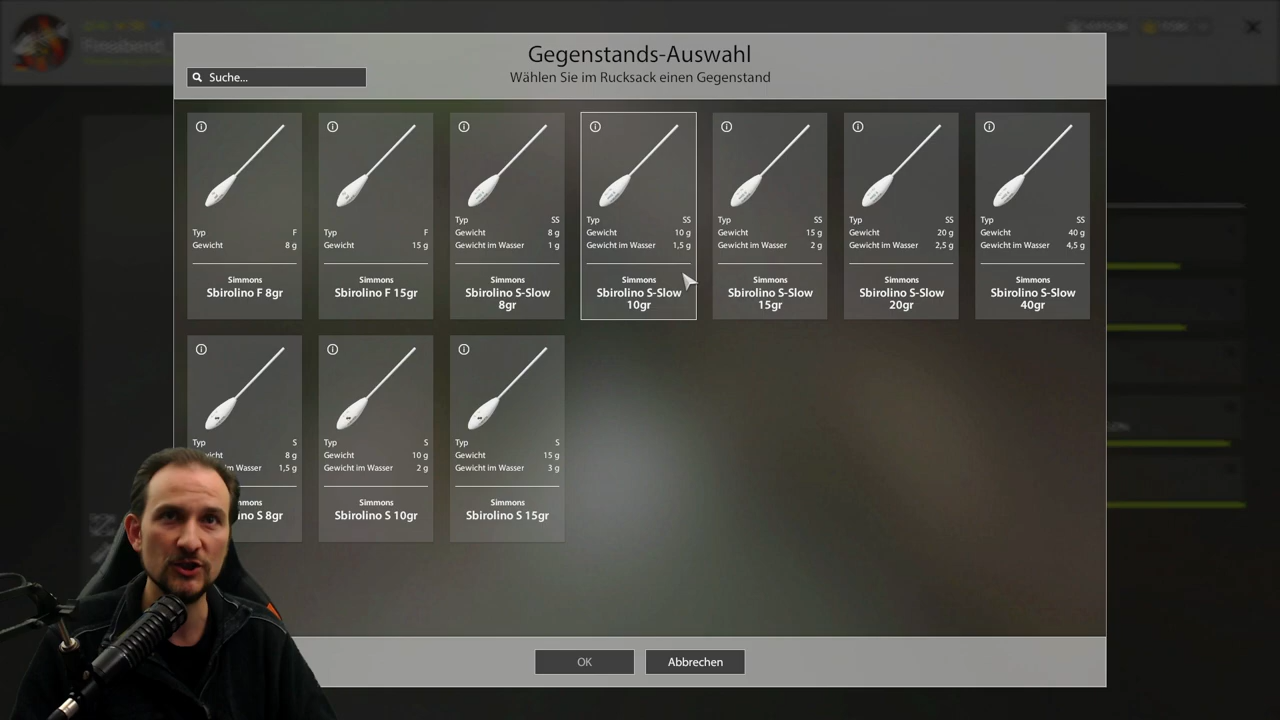 Gegenstands-Auswahl
Suche...
Wählen Sie im Rucksack einen Gegenstand
Typ F
Gewicht 8 g
Simmons
Sbirolino F 8gr
Typ F
Gewicht 15 g
Simmons
Sbirolino F 15gr
Typ SS
Gewicht 8 g
Gewicht im Wasser 1 g
Simmons
Sbirolino S-Slow
8gr
Typ SS
Gewicht 10 g
Gewicht im Wasser 1,5 g
Simmons
Sbirolino S-Slow
10gr
Typ SS
Gewicht 15 g
Gewicht im Wasser 2 g
Simmons
Sbirolino S-Slow
15gr
Typ SS
Gewicht 20 g
Gewicht im Wasser 2,5 g
Simmons
Sbirolino S-Slow
20gr
Typ SS
Gewicht 40 g
Gewicht im Wasser 4,5 g
Simmons
Sbirolino S-Slow
40gr
Typ S
8 g
im Wasser 1,5 g
S 8gr
Typ S
Gewicht 10 g
Gewicht im Wasser 2 g
Simmons
Sbirolino S 10gr
Typ S
Gewicht 15 g
Gewicht im Wasser 3 g
Simmons
Sbirolino S 15gr
OK
Abbrechen